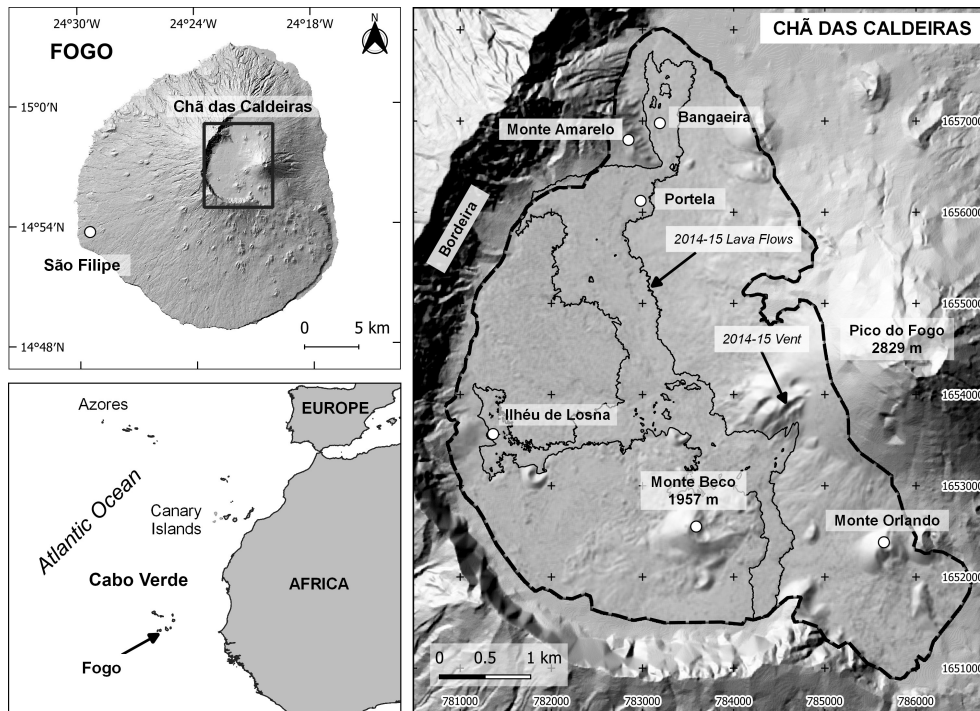 24°30′W
24°24′W
24°18′W
FOGO
N
15°0′N
Chã das Caldeiras
14°54′N
São Filipe
0
5 km
14°48′N
Azores
EUROPE
Atlantic Ocean
Canary
Islands
Cabo Verde
AFRICA
Fogo
CHÃ DAS CALDEIRAS
Bangaeira
1657000
Monte Amarelo
Portela
1656000
Bordeira
2014-15 Lava Flows
1655000
2014-15 Vent
Pico do Fogo
2829 m
1654000
Ilhéu de Losna
1653000
Monte Beco
1957 m
Monte Orlando
1652000
0 0.5 1 km
1651000
781000
782000
783000
784000
785000
786000